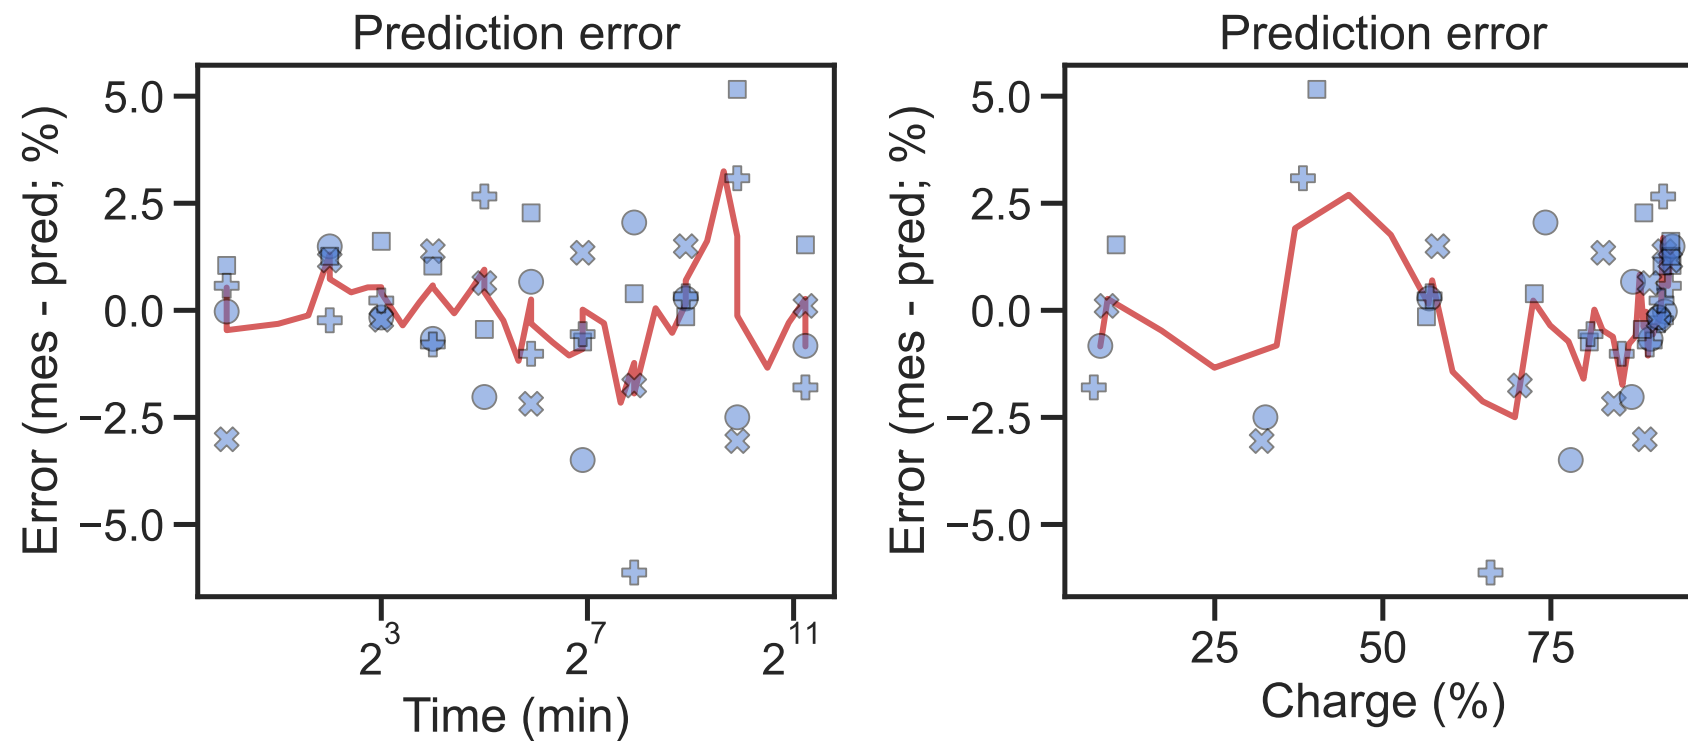 Prediction error
Error (mes - pred; %)
5.0
2.5
0.0
−2.5
−5.0
2^3
2^7
2^11
Time (min)
Prediction error
Error (mes - pred; %)
5.0
2.5
0.0
−2.5
−5.0
25
50
75
Charge (%)